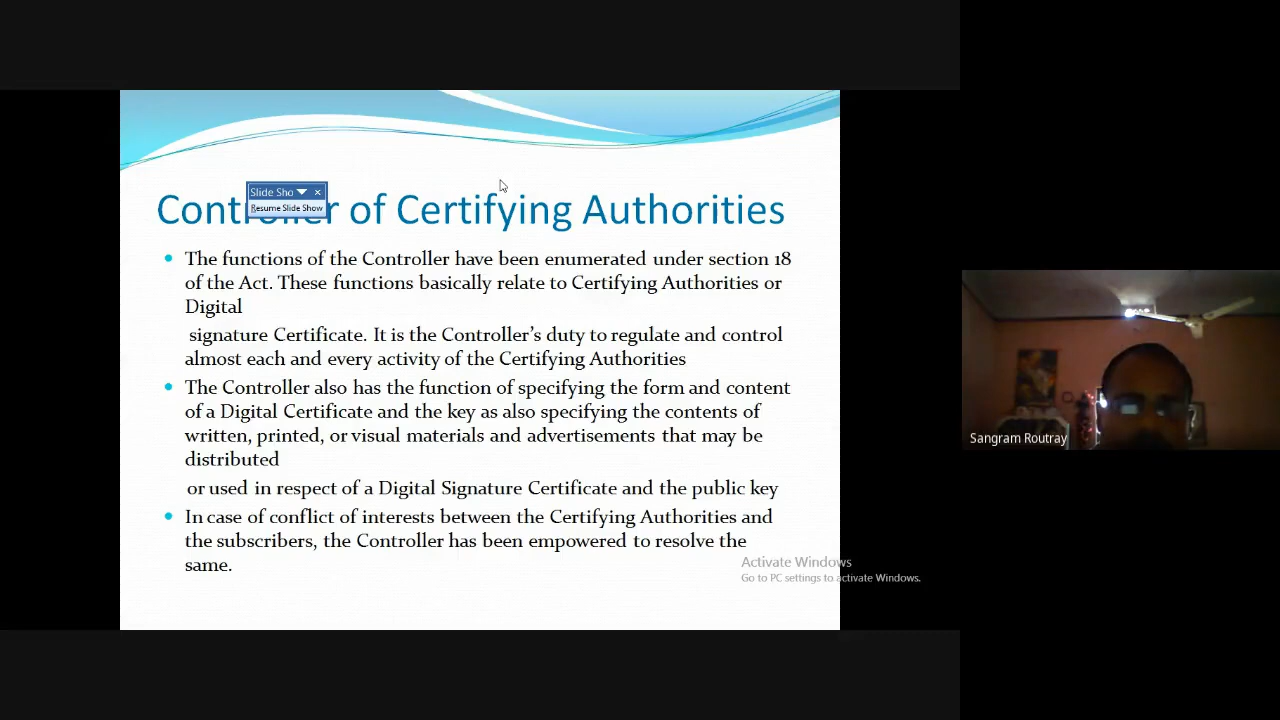 Slide Sho
Resume Slide Show
Controller of Certifying Authorities
The functions of the Controller have been enumerated under section 18
of the Act. These functions basically relate to Certifying Authorities or
Digital
signature Certificate. It is the Controller's duty to regulate and control
almost each and every activity of the Certifying Authorities
The Controller also has the function of specifying the form and content
of a Digital Certificate and the key as also specifying the contents of
written, printed, or visual materials and advertisements that may be
distributed
or used in respect of a Digital Signature Certificate and the public key
In case of conflict of interests between the Certifying Authorities and
the subscribers, the Controller has been empowered to resolve the
same.
Activate Windows
Go to PC settings to activate Windows.
Sangram Routray